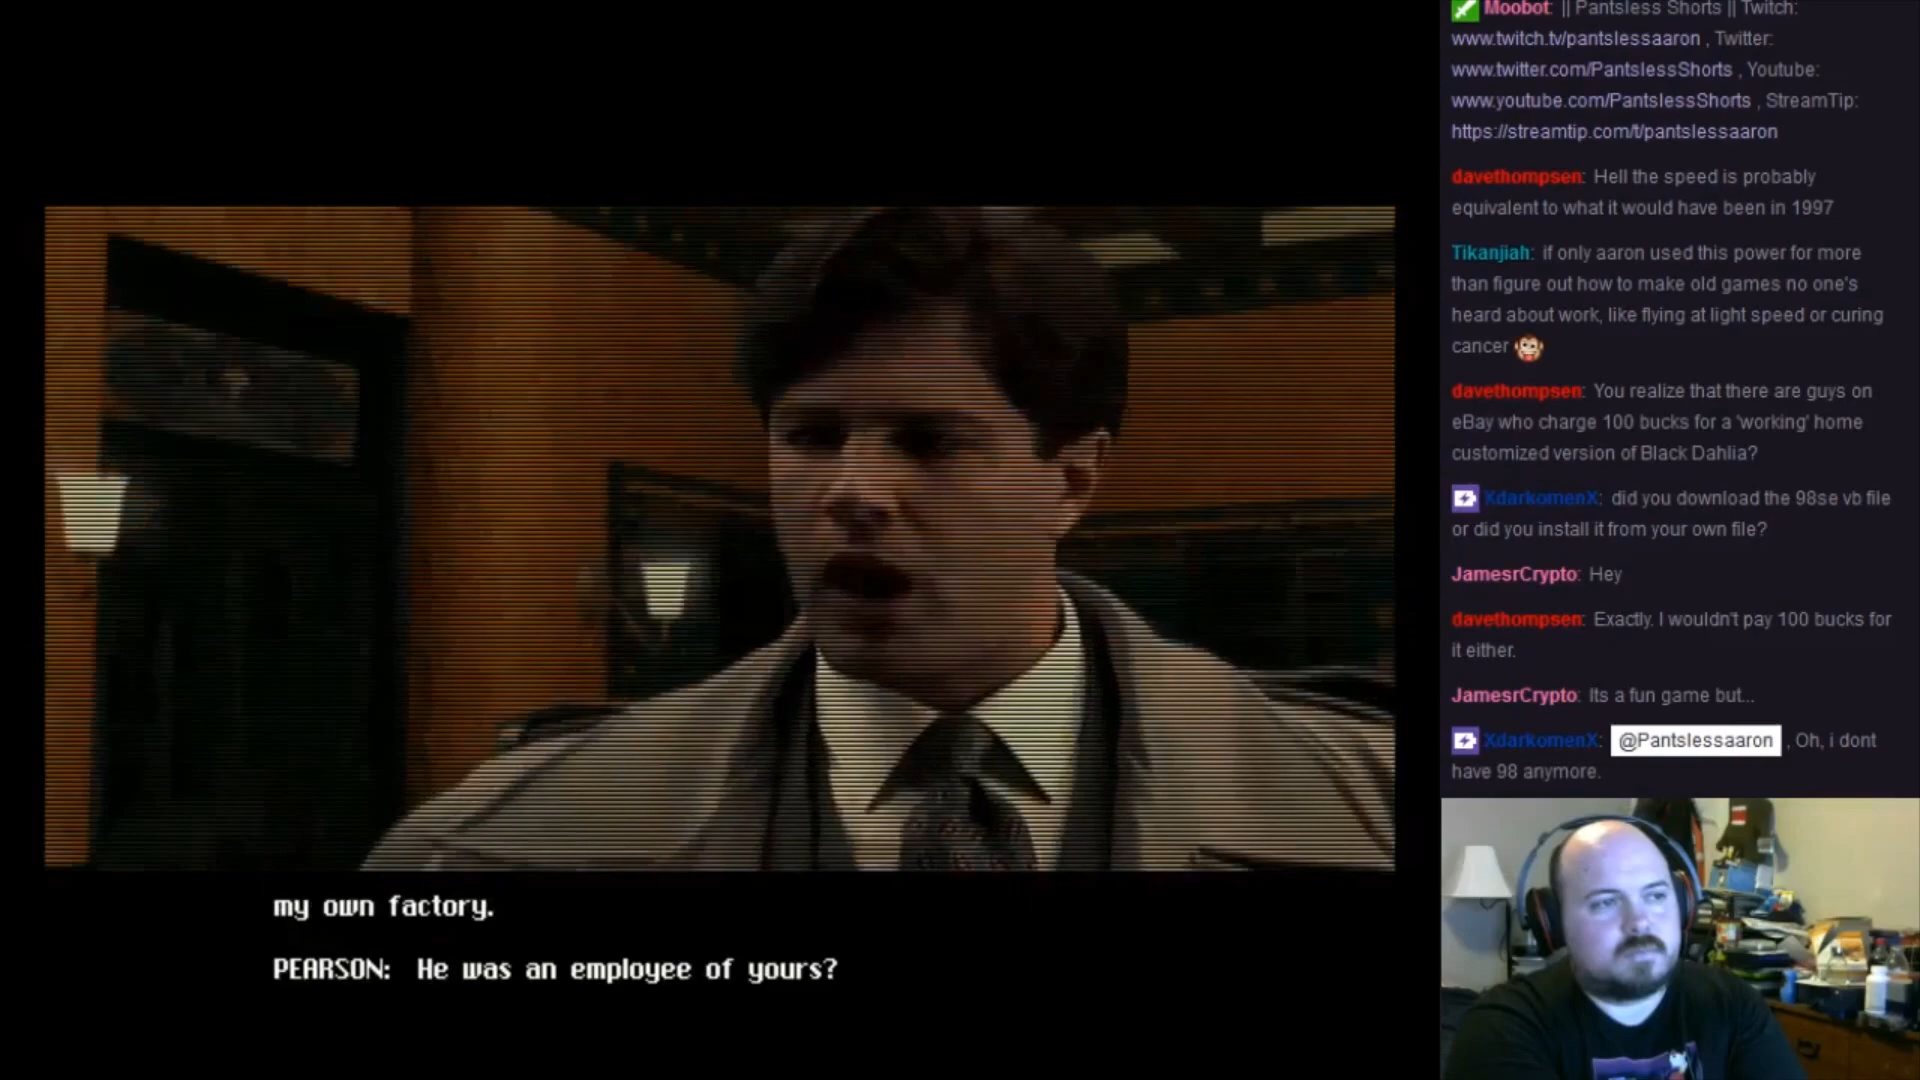 my own factory.
PEARSON: He was an employee of yours?
Moobot: || Pantsless Shorts || Twitch:
www.twitch.tv/pantslessaaron , Twitter:
www.twitter.com/PantslessShorts , Youtube:
www.youtube.com/PantslessShorts , StreamTip:
https://streamtip.com/t/pantslessaaron
davethompsen: Hell the speed is probably
equivalent to what it would have been in 1997
Tikanjiah: if only aaron used this power for more
than figure out how to make old games no one's
heard about work, like flying at light speed or curing
cancer
davethompsen: You realize that there are guys on
eBay who charge 100 bucks for a 'working' home
customized version of Black Dahlia?
XdarkomenX: did you download the 98se vb file
or did you install it from your own file?
JamesrCrypto: Hey
davethompsen: Exactly. I wouldn't pay 100 bucks for
it either.
JamesrCrypto: Its a fun game but...
XdarkomenX: @Pantslessaaron , Oh, i dont
have 98 anymore.